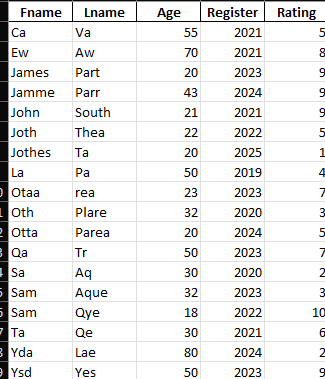 Fname Lname Age Register Rating
Ca Va 55 2021 5
Ew Aw 70 2021 8
James Part 20 2023 9
Jamme Parr 43 2024 9
John South 21 2021 9
Joth Thea 22 2022 5
Jothes Ta 20 2025 1
La Pa 50 2019 4
Otaa rea 23 2023 7
Oth Plare 32 2020 3
Otta Parea 20 2024 5
Qa Tr 50 2023 7
Sa Aq 30 2020 2
Sam Aque 32 2023 3
Sam Qye 18 2022 10
Ta Qe 30 2021 6
Yda Lae 80 2024 2
Ysd Yes 50 2023 9